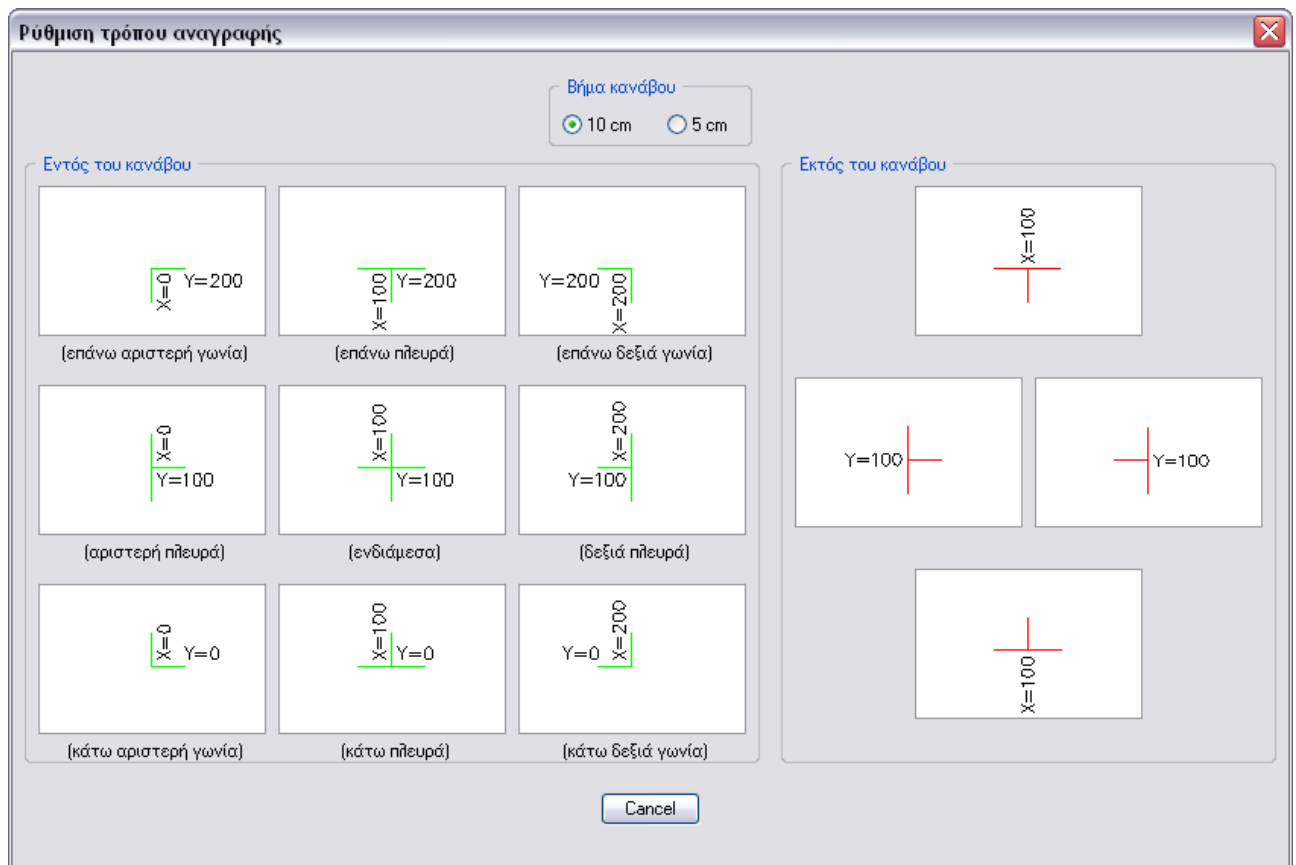 Ρύθμιση τρόπου αναγραφής
Βήμα κανάβου
10 cm 5 cm
Εντός του κανάβου
X=0 Y=200
X=100 Y=200
Y=200 X=200
(επάνω αριστερή γωνία) (επάνω πλευρά) (επάνω δεξιά γωνία)
X=0
Y=100
X=100
Y=100
X=200
Y=100
(αριστερή πλευρά) (ενδιάμεσα) (δεξιά πλευρά)
X=0 Y=0
X=100 Y=0
Y=0 X=200
(κάτω αριστερή γωνία) (κάτω πλευρά) (κάτω δεξιά γωνία)
Εκτός του κανάβου
X=100
Y=100
Y=100
X=100
Cancel